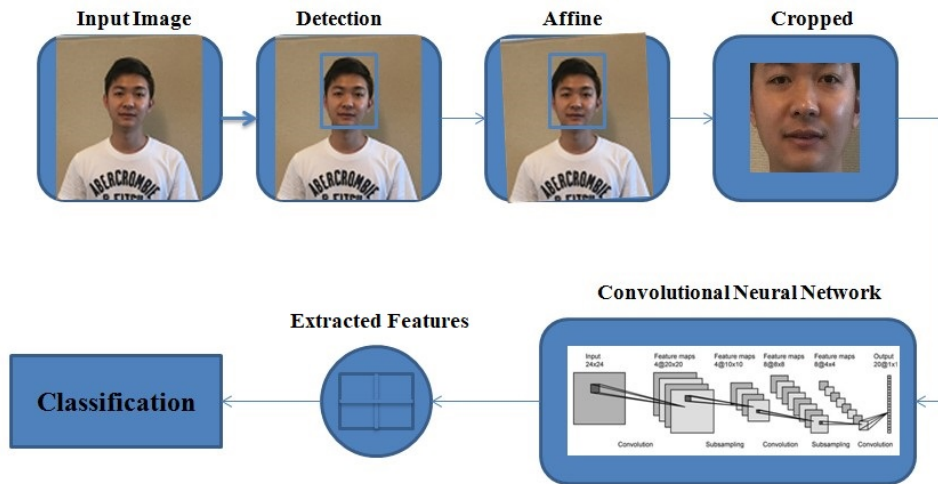 Input Image
Detection
Affine
Cropped
ABERCROMBIE
ABERCROMBIE
ABERCROMBIE
Convolutional Neural Network
Extracted Features
Classification
Input
24x24
Feature maps
4@20x20
Feature maps
4@10x10
Feature maps
8@8x8
Feature maps
8@4x4
Output
20@1x1
Convolution
Subsampling
Convolution
Subsampling
Convolution